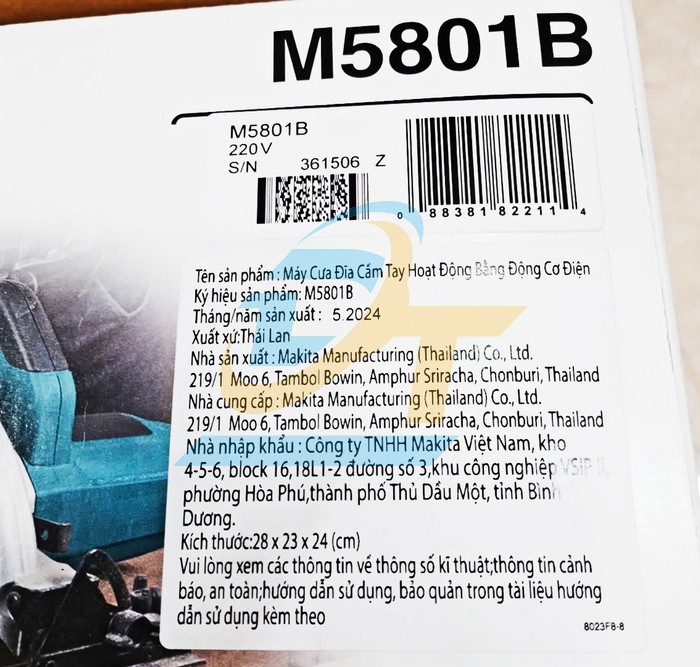 M5801B
M5801B
220V
S/N 361506 Z
0 88381 82211 4
Tên sản phẩm : Máy Cưa Đĩa Cầm Tay Hoạt Động Bằng Động Cơ Điện
Ký hiệu sản phẩm: M5801B
Tháng/năm sản xuất : 5.2024
Xuất xứ:Thái Lan
Nhà sản xuất : Makita Manufacturing (Thailand) Co., Ltd.
219/1 Moo 6, Tambol Bowin, Amphur Sriracha, Chonburi, Thailand
Nhà cung cấp : Makita Manufacturing (Thailand) Co., Ltd.
219/1 Moo 6, Tambol Bowin, Amphur Sriracha, Chonburi, Thailand
Nhà nhập khẩu : Công ty TNHH Makita Việt Nam, kho
4-5-6, block 16,18L1-2 đường số 3,khu công nghiệp VSIP II,
phường Hòa Phú,thành phố Thủ Dầu Một, tỉnh Bình
Dương.
Kích thước:28 x 23 x 24 (cm)
Vui lòng xem các thông tin về thông số kĩ thuật;thông tin cảnh
báo, an toàn;hướng dẫn sử dụng, bảo quản trong tài liệu hướng
dẫn sử dụng kèm theo
8023F8-8